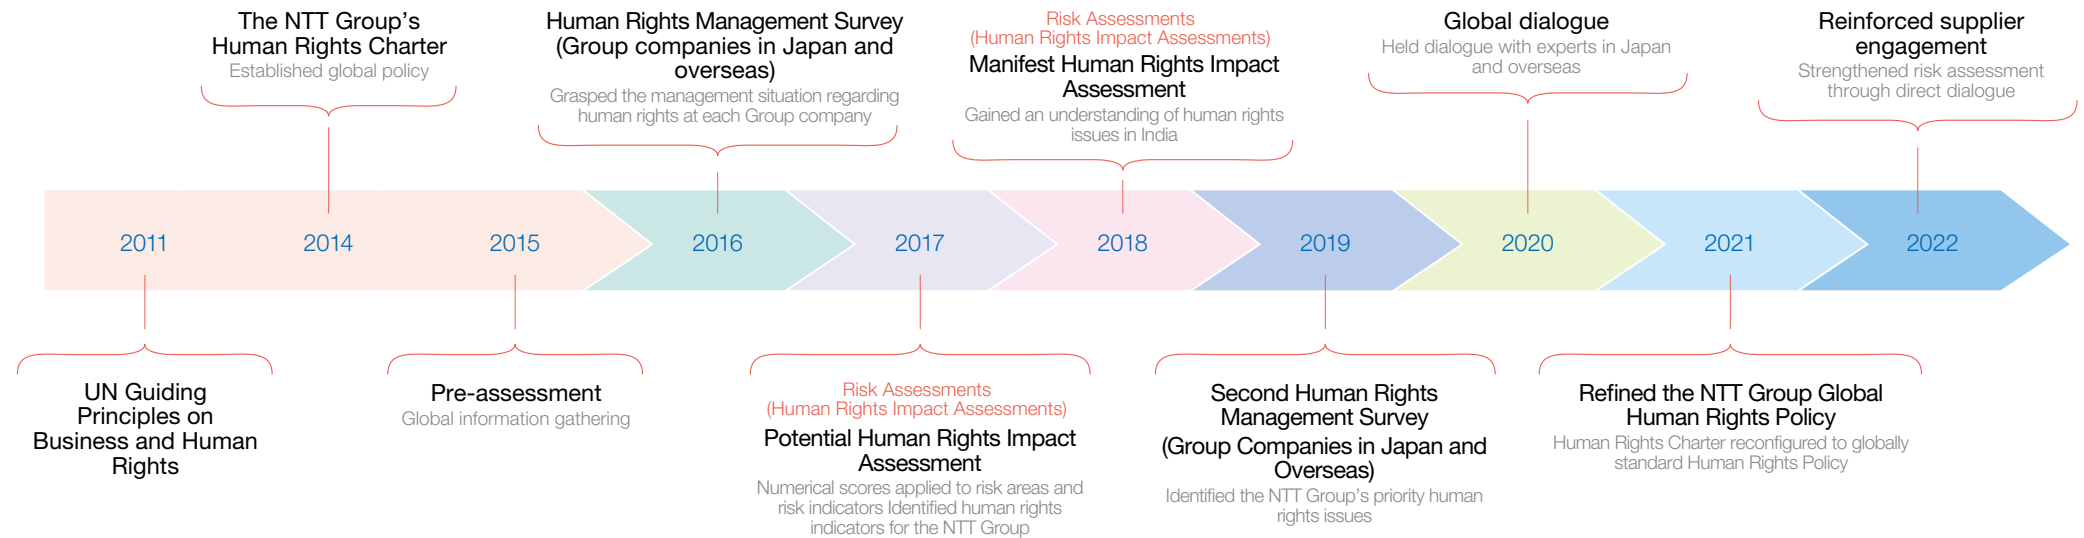 The NTT Group's
Human Rights Charter
Established global policy
Human Rights Management Survey
(Group companies in Japan and
overseas)
Grasped the management situation regarding
human rights at each Group company
Risk Assessments
(Human Rights Impact Assessments)
Manifest Human Rights Impact
Assessment
Gained an understanding of human rights
issues in India
Global dialogue
Held dialogue with experts in Japan
and overseas
Reinforced supplier
engagement
Strengthened risk assessment
through direct dialogue
2011
2014
2015
2016
2017
2018
2019
2020
2021
2022
UN Guiding
Principles on
Business and Human
Rights
Pre-assessment
Global information gathering
Risk Assessments
(Human Rights Impact Assessments)
Potential Human Rights Impact
Assessment
Numerical scores applied to risk areas and
risk indicators Identified human rights
indicators for the NTT Group
Second Human Rights
Management Survey
(Group Companies in Japan and
Overseas)
Identified the NTT Group's priority human
rights issues
Refined the NTT Group Global
Human Rights Policy
Human Rights Charter reconfigured to globally
standard Human Rights Policy